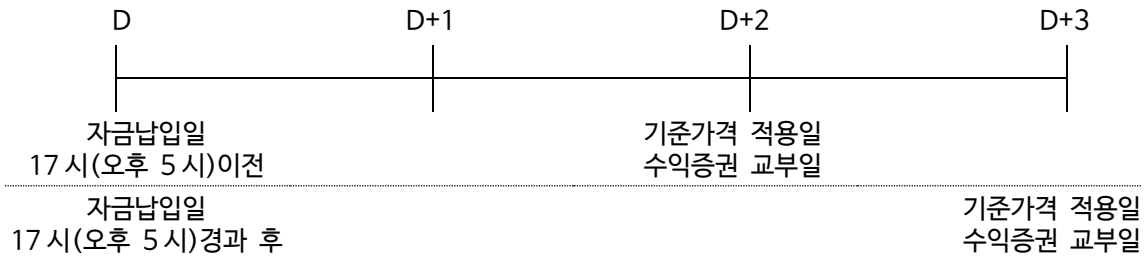 D D+1 D+2 D+3
자금납입일 기준가격 적용일
17시(오후 5시)이전 수익증권 교부일
자금납입일 기준가격 적용일
17시(오후 5시)경과 후 수익증권 교부일